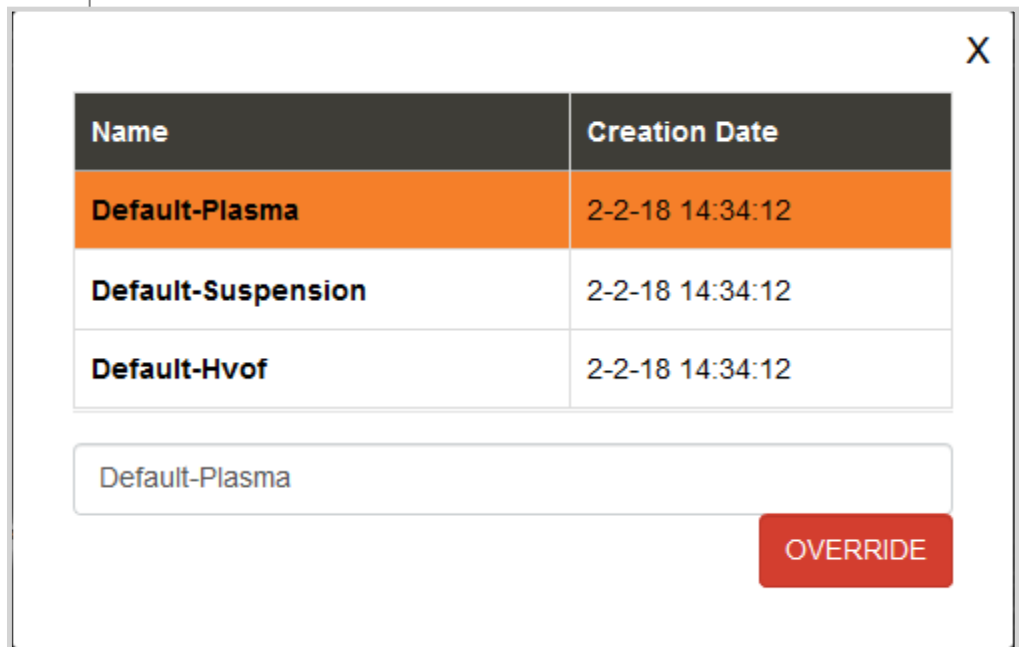 X
Name Creation Date
Default-Plasma 2-2-18 14:34:12
Default-Suspension 2-2-18 14:34:12
Default-Hvof 2-2-18 14:34:12
Default-Plasma
OVERRIDE